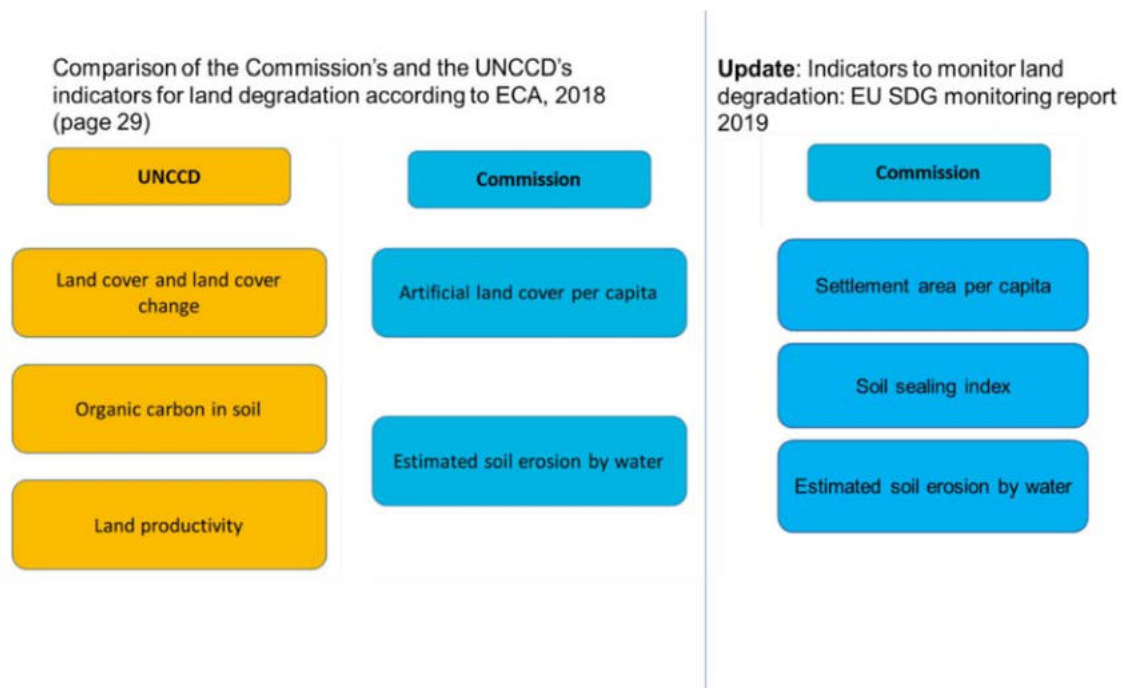 Comparison of the Commission's and the UNCCD's
indicators for land degradation according to ECA, 2018
(page 29)
UNCCD
Commission
Land cover and land cover
change
Artificial land cover per capita
Organic carbon in soil
Estimated soil erosion by water
Land productivity
Update: Indicators to monitor land
degradation: EU SDG monitoring report
2019
Commission
Settlement area per capita
Soil sealing index
Estimated soil erosion by water